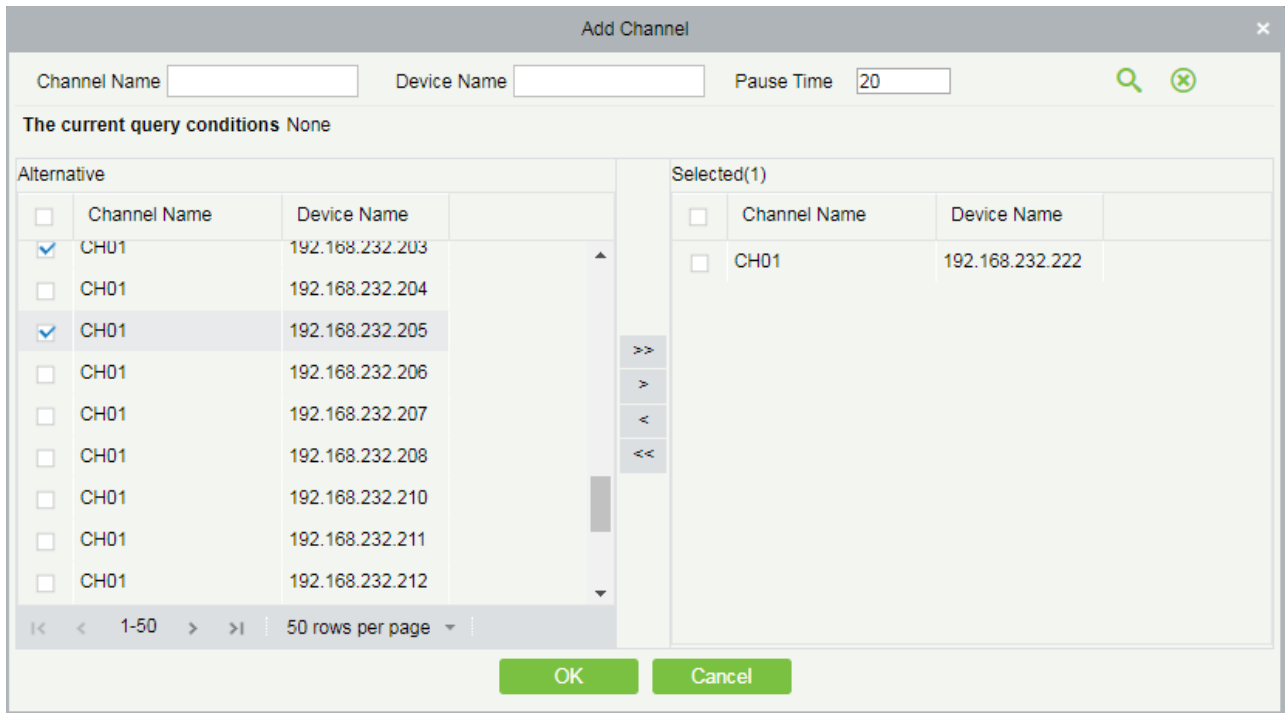 Add Channel ×
Channel Name Device Name Pause Time 20
The current query conditions None
Alternative
Channel Name Device Name
CH01 192.168.232.203
CH01 192.168.232.204
CH01 192.168.232.205
CH01 192.168.232.206
CH01 192.168.232.207
CH01 192.168.232.208
CH01 192.168.232.210
CH01 192.168.232.211
CH01 192.168.232.212
|< < 1-50 > >| 50 rows per page
>>
>
<
<<
Selected(1)
Channel Name Device Name
CH01 192.168.232.222
OK Cancel